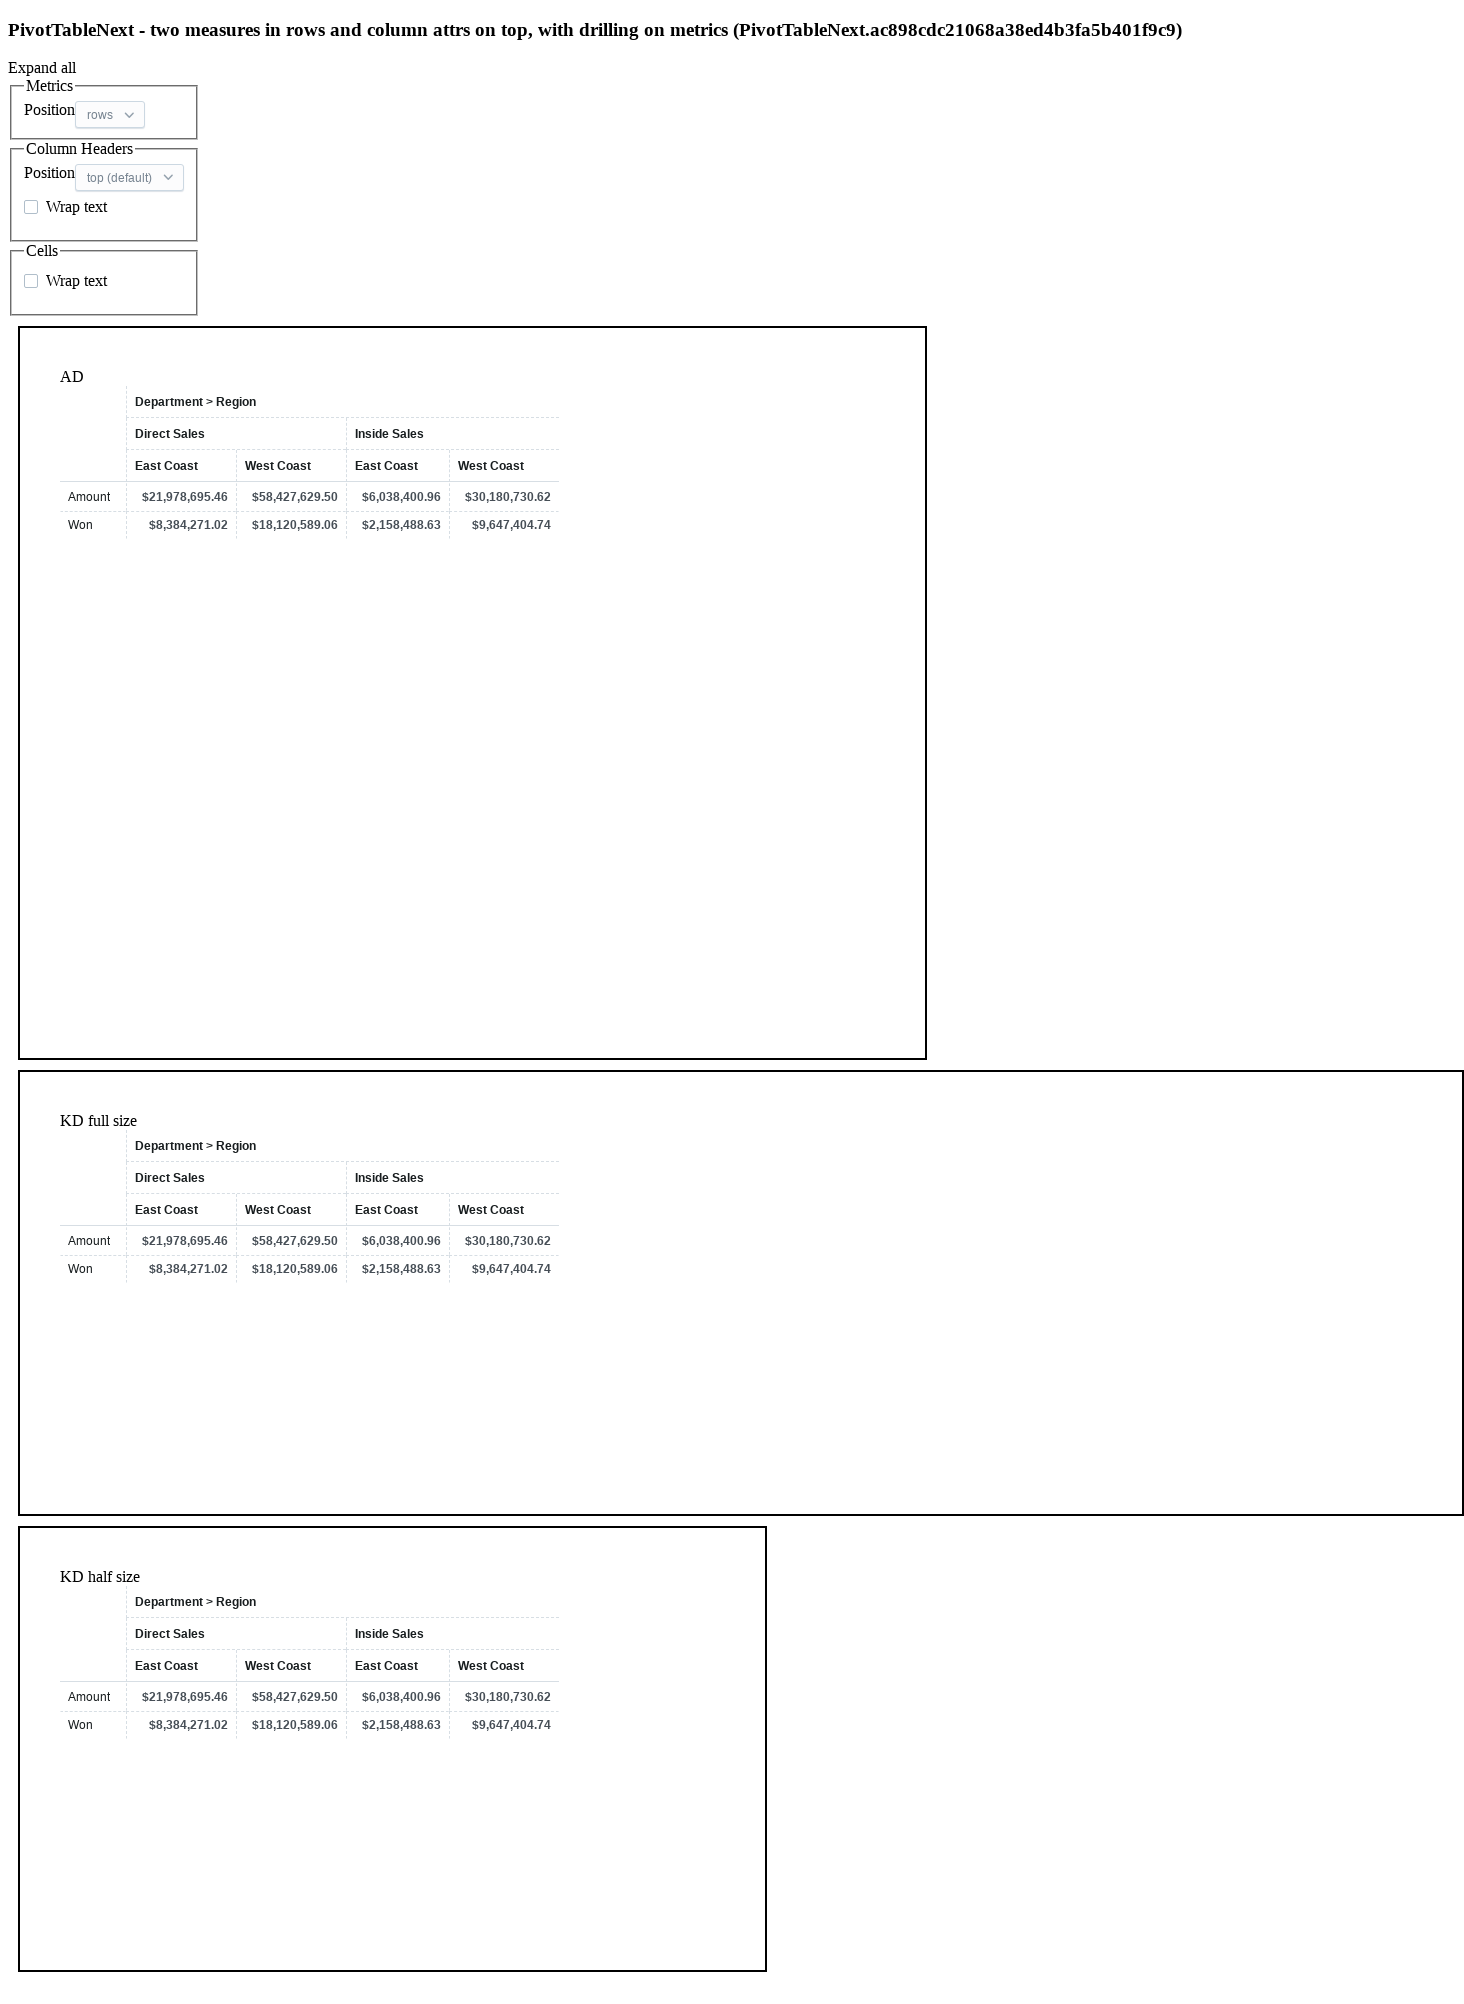 PivotTableNext - two measures in rows and column attrs on top, with drilling on metrics (PivotTableNext.ac898cdc21068a38ed4b3fa5b401f9c9)
Expand all
Metrics
Position rows
Column Headers
Position top (default)
Wrap text
Cells
Wrap text
AD
Department > Region
Direct Sales Inside Sales
East Coast West Coast East Coast West Coast
Amount $21,978,695.46 $58,427,629.50 $6,038,400.96 $30,180,730.62
Won $8,384,271.02 $18,120,589.06 $2,158,488.63 $9,647,404.74
KD full size
Department > Region
Direct Sales Inside Sales
East Coast West Coast East Coast West Coast
Amount $21,978,695.46 $58,427,629.50 $6,038,400.96 $30,180,730.62
Won $8,384,271.02 $18,120,589.06 $2,158,488.63 $9,647,404.74
KD half size
Department > Region
Direct Sales Inside Sales
East Coast West Coast East Coast West Coast
Amount $21,978,695.46 $58,427,629.50 $6,038,400.96 $30,180,730.62
Won $8,384,271.02 $18,120,589.06 $2,158,488.63 $9,647,404.74